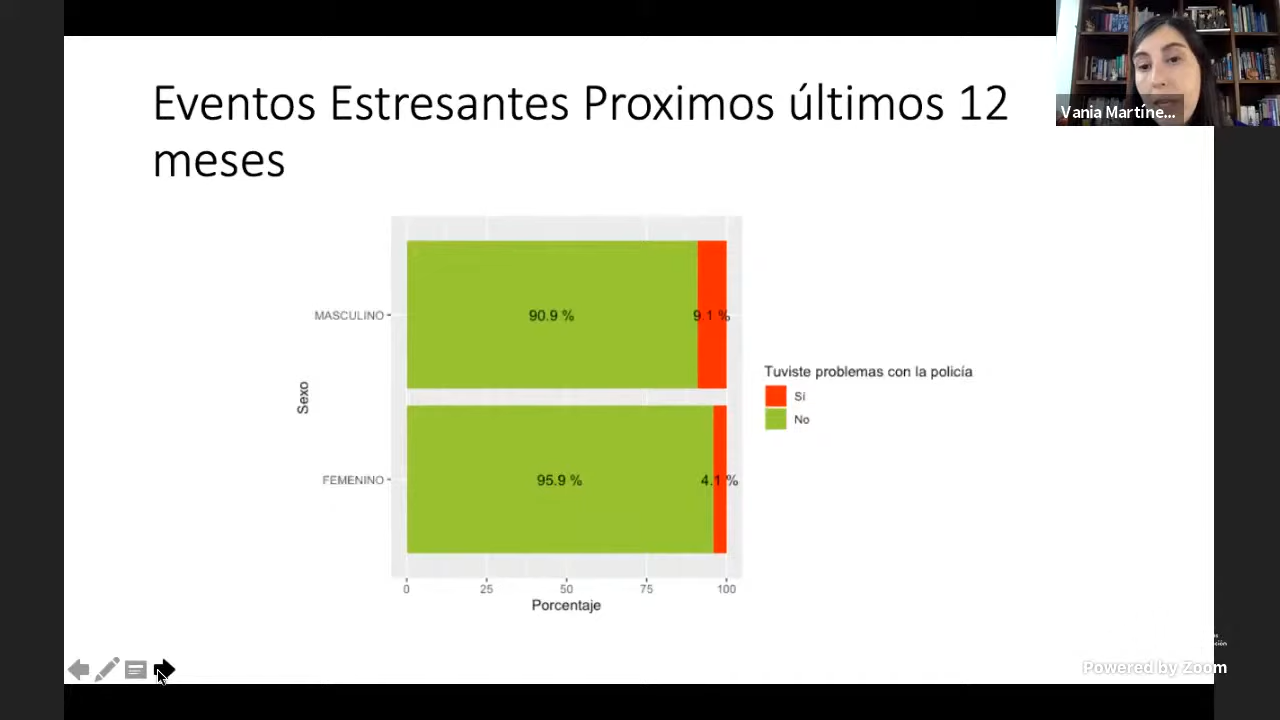 Eventos Estresantes Proximos últimos 12
meses
Vania Martíne...
MASCULINO
90.9 %
9.1 %
Tuviste problemas con la policía
Sí
No
Sexo
FEMENINO
95.9 %
4.1 %
0 25 50 75 100
Porcentaje
Powered by Zoom